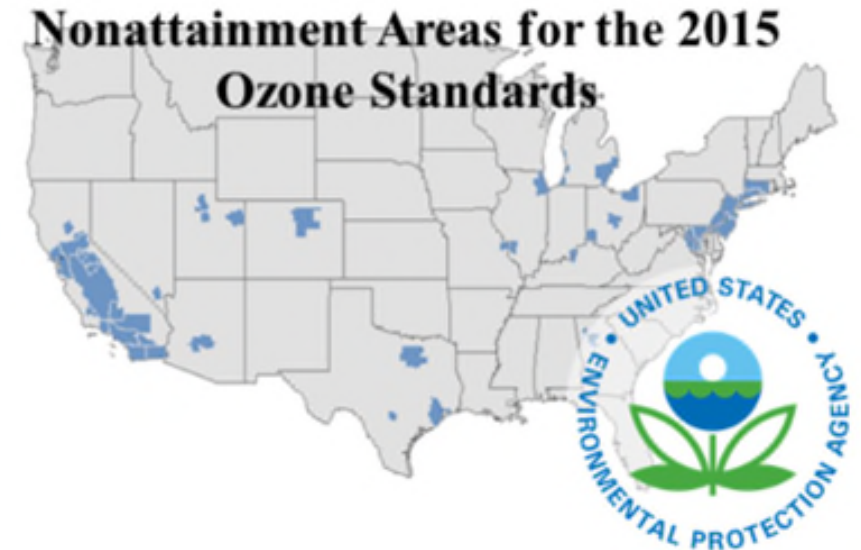 Nonattainment Areas for the 2015
Ozone Standards
UNITED STATES
ENVIRONMENTAL PROTECTION AGENCY